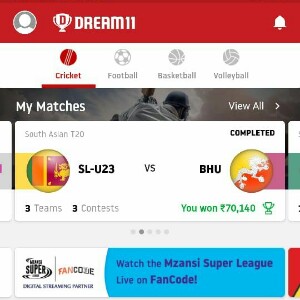 DREAM11
Cricket Football Basketball Volleyball
My Matches View All
South Asian T20 COMPLETED
SL-U23 VS BHU
3 Teams 3 Contests You won ₹70,140
MZANSI SUPER LEAGUE FANCODE
DIGITAL STREAMING PARTNER
Watch the Mzansi Super League
Live on FanCode!